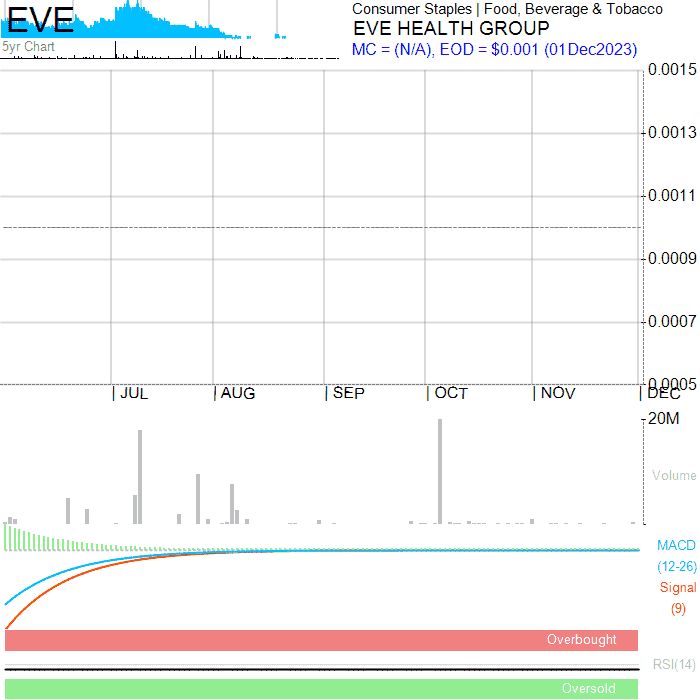 EVE
5yr Chart
Consumer Staples | Food, Beverage & Tobacco
EVE HEALTH GROUP
MC = (N/A), EOD = $0.001 (01Dec2023)
0.0015
0.0013
0.0011
0.0009
0.0007
0.0005
JUL
AUG
SEP
OCT
NOV
DEC
20M
Volume
MACD
(12-26)
Signal
(9)
Overbought
RSI(14)
Oversold